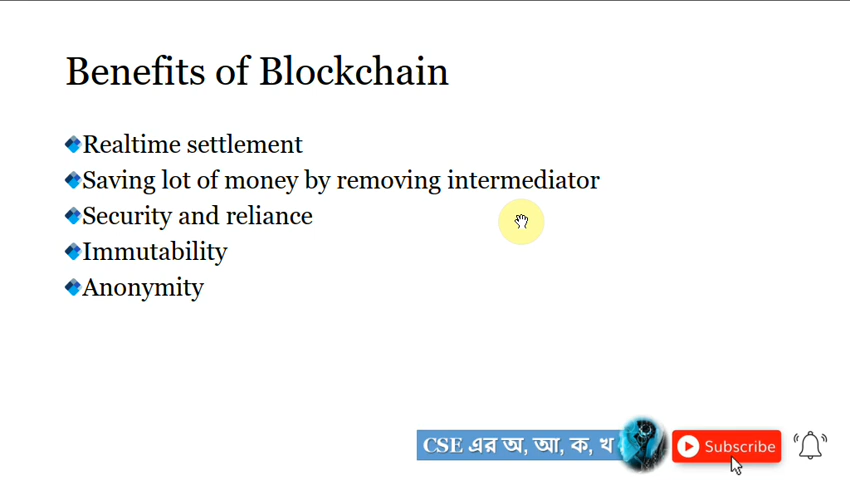 Benefits of Blockchain
Realtime settlement
Saving lot of money by removing intermediator
Security and reliance
Immutability
Anonymity
CSE এর অ, আ, ক, খ
Subscribe